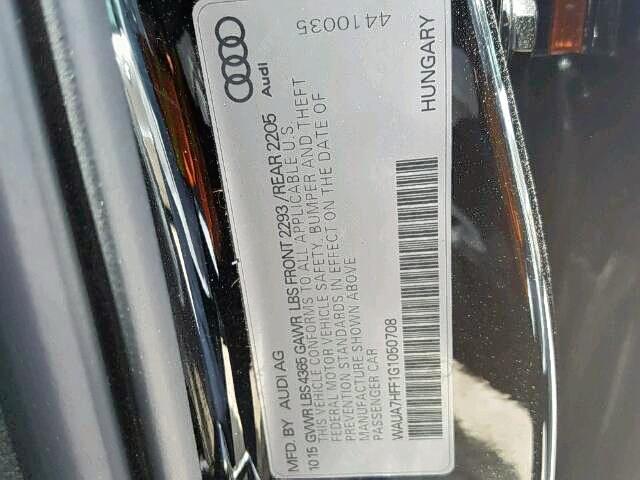 MFD. BY AUDI AG
1015 GVWR LBS 4365 GAWR LBS FRONT 2293 / REAR 2205
THIS VEHICLE CONFORMS TO ALL APPLICABLE U.S.
FEDERAL MOTOR VEHICLE SAFETY, BUMPER AND THEFT
PREVENTION STANDARDS IN EFFECT ON THE DATE OF
MANUFACTURE SHOWN ABOVE
PASSENGER CAR
WAUA7HFF1G1050708
Audi
4410035
HUNGARY